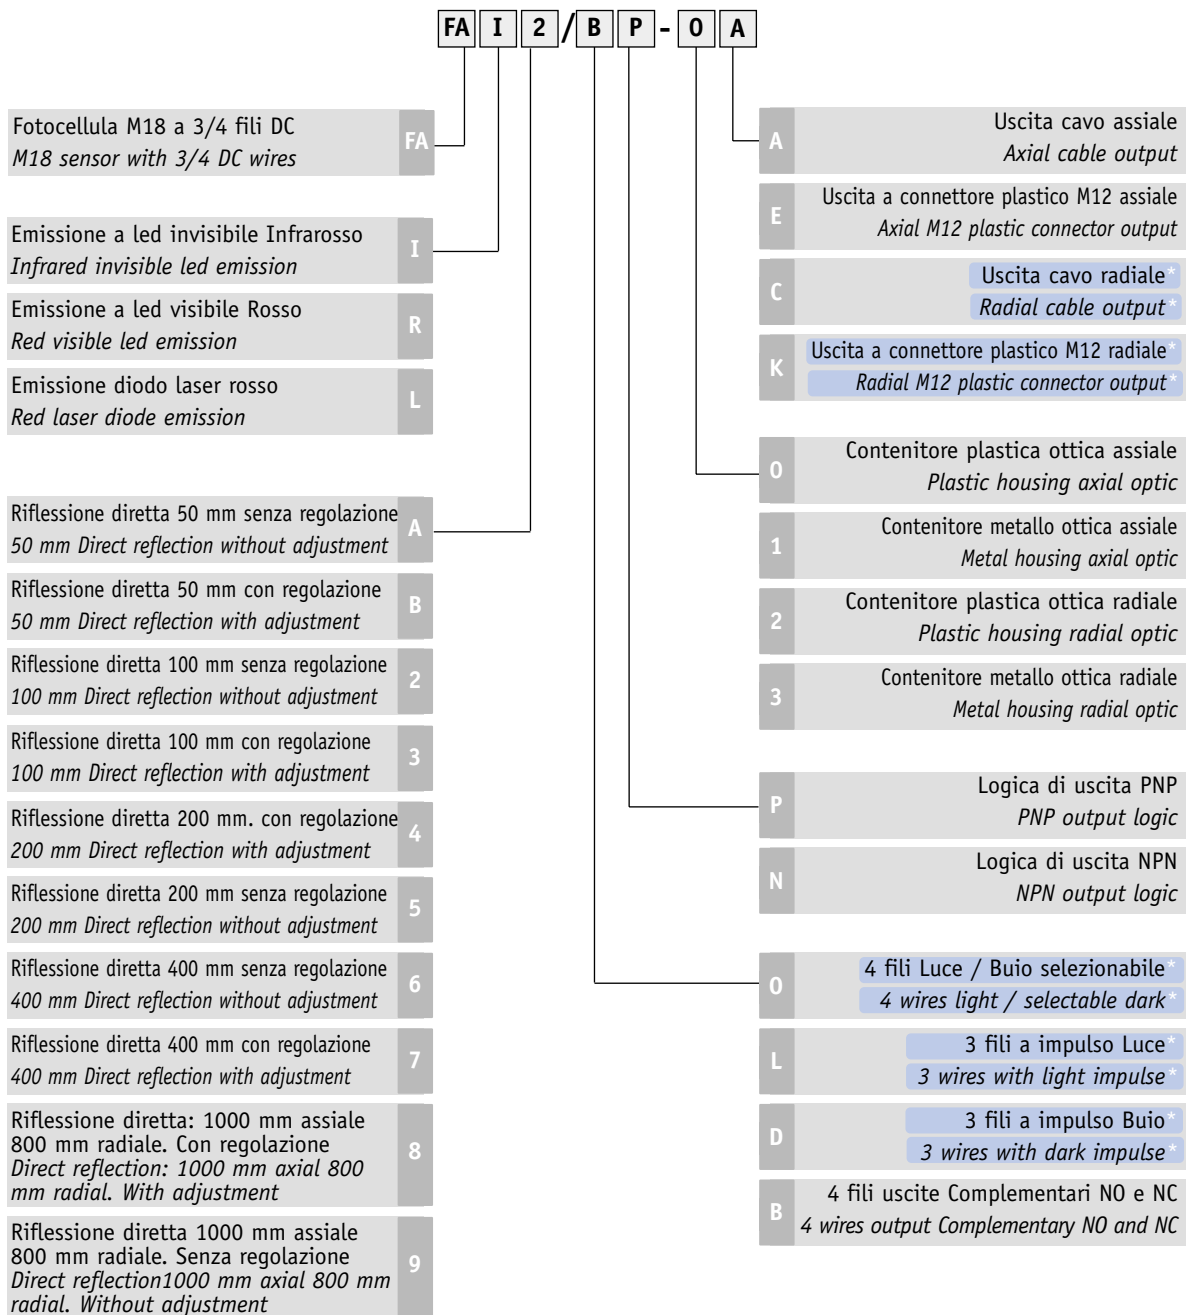 FA I 2 / B P - 0 A
Fotocellula M18 a 3/4 fili DC
M18 sensor with 3/4 DC wires
FA
Emissione a led invisibile Infrarosso
Infrared invisible led emission
I
Emissione a led visibile Rosso
Red visible led emission
R
Emissione diodo laser rosso
Red laser diode emission
L
Riflessione diretta 50 mm senza regolazione
50 mm Direct reflection without adjustment
A
Riflessione diretta 50 mm con regolazione
50 mm Direct reflection with adjustment
B
Riflessione diretta 100 mm senza regolazione
100 mm Direct reflection without adjustment
2
Riflessione diretta 100 mm con regolazione
100 mm Direct reflection with adjustment
3
Riflessione diretta 200 mm. con regolazione
200 mm Direct reflection with adjustment
4
Riflessione diretta 200 mm senza regolazione
200 mm Direct reflection without adjustment
5
Riflessione diretta 400 mm senza regolazione
400 mm Direct reflection without adjustment
6
Riflessione diretta 400 mm con regolazione
400 mm Direct reflection with adjustment
7
Riflessione diretta: 1000 mm assiale
800 mm radiale. Con regolazione
Direct reflection: 1000 mm axial 800
mm radial. With adjustment
8
Riflessione diretta 1000 mm assiale
800 mm radiale. Senza regolazione
Direct reflection1000 mm axial 800 mm
radial. Without adjustment
9
A
Uscita cavo assiale
Axial cable output
E
Uscita a connettore plastico M12 assiale
Axial M12 plastic connector output
C
Uscita cavo radiale*
Radial cable output*
K
Uscita a connettore plastico M12 radiale*
Radial M12 plastic connector output*
0
Contenitore plastica ottica assiale
Plastic housing axial optic
1
Contenitore metallo ottica assiale
Metal housing axial optic
2
Contenitore plastica ottica radiale
Plastic housing radial optic
3
Contenitore metallo ottica radiale
Metal housing radial optic
P
Logica di uscita PNP
PNP output logic
N
Logica di uscita NPN
NPN output logic
0
4 fili Luce / Buio selezionabile*
4 wires light / selectable dark*
L
3 fili a impulso Luce*
3 wires with light impulse*
D
3 fili a impulso Buio*
3 wires with dark impulse*
B
4 fili uscite Complementari NO e NC
4 wires output Complementary NO and NC